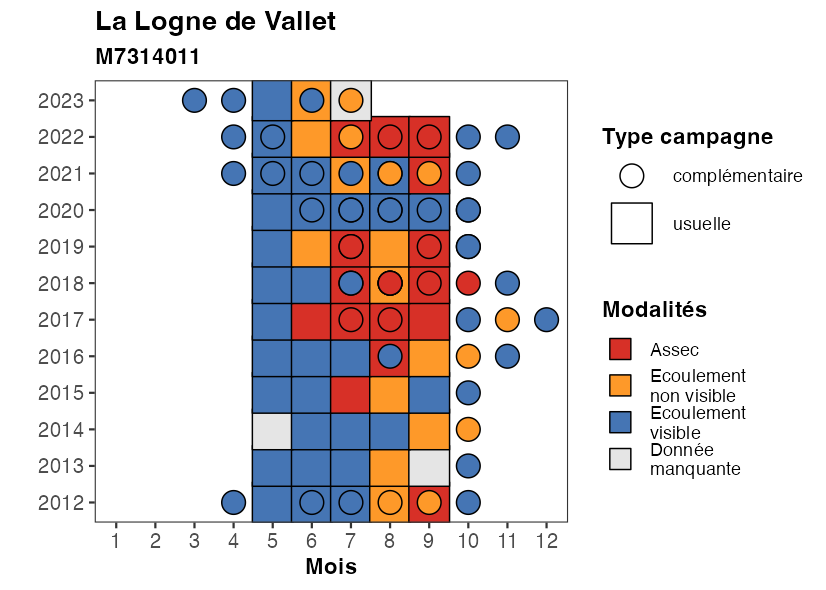 La Logne de Vallet
M7314011
2023
2022
2021
2020
2019
2018
2017
2016
2015
2014
2013
2012
1 2 3 4 5 6 7 8 9 10 11 12
Mois
Type campagne
complémentaire
usuelle
Modalités
Assec
Ecoulement
non visible
Ecoulement
visible
Donnée
manquante